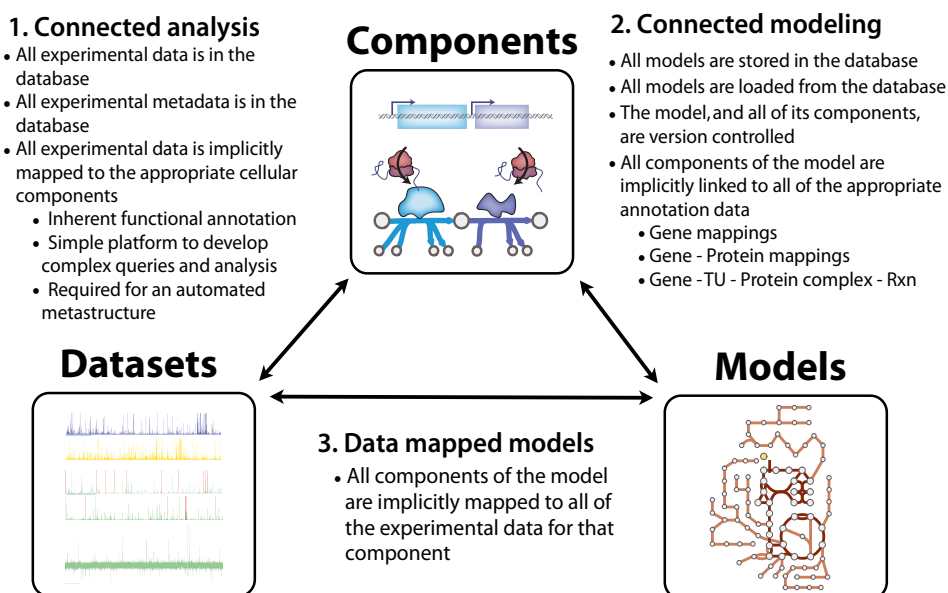 1. Connected analysis
• All experimental data is in the
database
• All experimental metadata is in the
database
• All experimental data is implicitly
mapped to the appropriate cellular
components
• Inherent functional annotation
• Simple platform to develop
complex queries and analysis
• Required for an automated
metastructure
Components
2. Connected modeling
• All models are stored in the database
• All models are loaded from the database
• The model, and all of its components,
are version controlled
• All components of the model are
implicitly linked to all of the appropriate
annotation data
• Gene mappings
• Gene - Protein mappings
• Gene - TU - Protein complex - Rxn
Datasets
Models
3. Data mapped models
• All components of the model
are implicitly mapped to all of
the experimental data for that
component